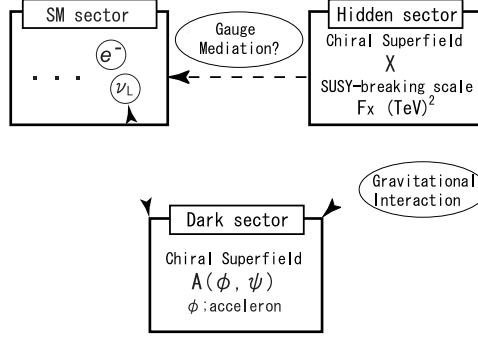 SM sector
e⁻
. . .
ν_L
Gauge
Mediation?
Hidden sector
Chiral Superfield
X
SUSY-breaking scale
Fx (TeV)²
Gravitational
Interaction
Dark sector
Chiral Superfield
A(φ, ψ)
φ;acceleron